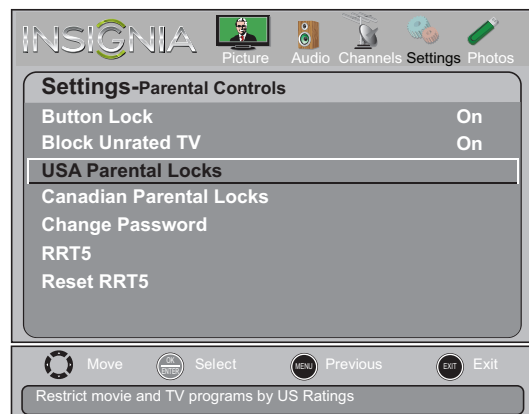 INSIGNIA
Picture Audio Channels Settings Photos
Settings-Parental Controls
Button Lock On
Block Unrated TV On
USA Parental Locks
Canadian Parental Locks
Change Password
RRT5
Reset RRT5
Move OK ENTER Select MENU Previous EXIT Exit
Restrict movie and TV programs by US Ratings